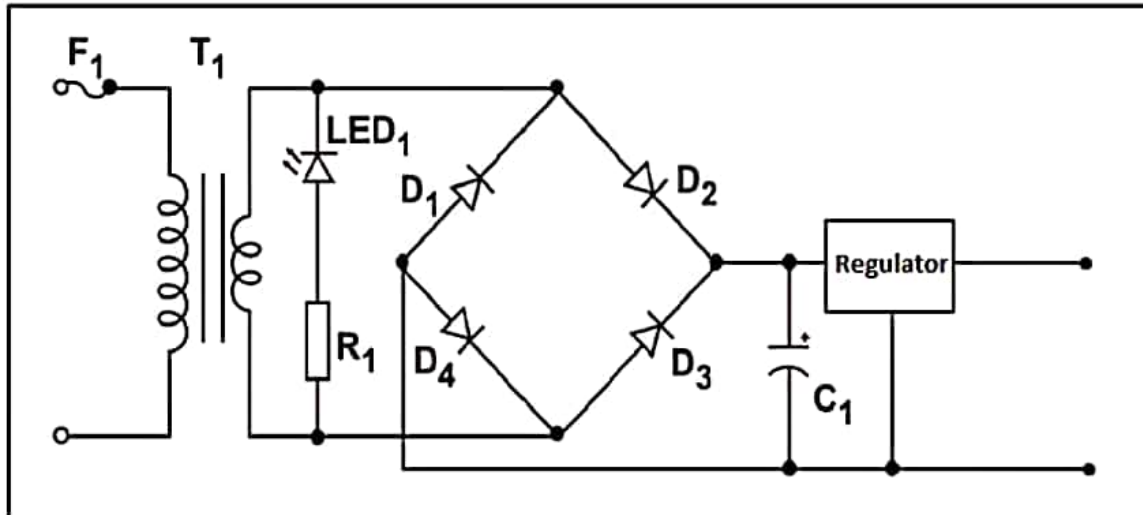 F1 T1
LED1
D1 D2
Regulator
R1
D4 D3
C1
+